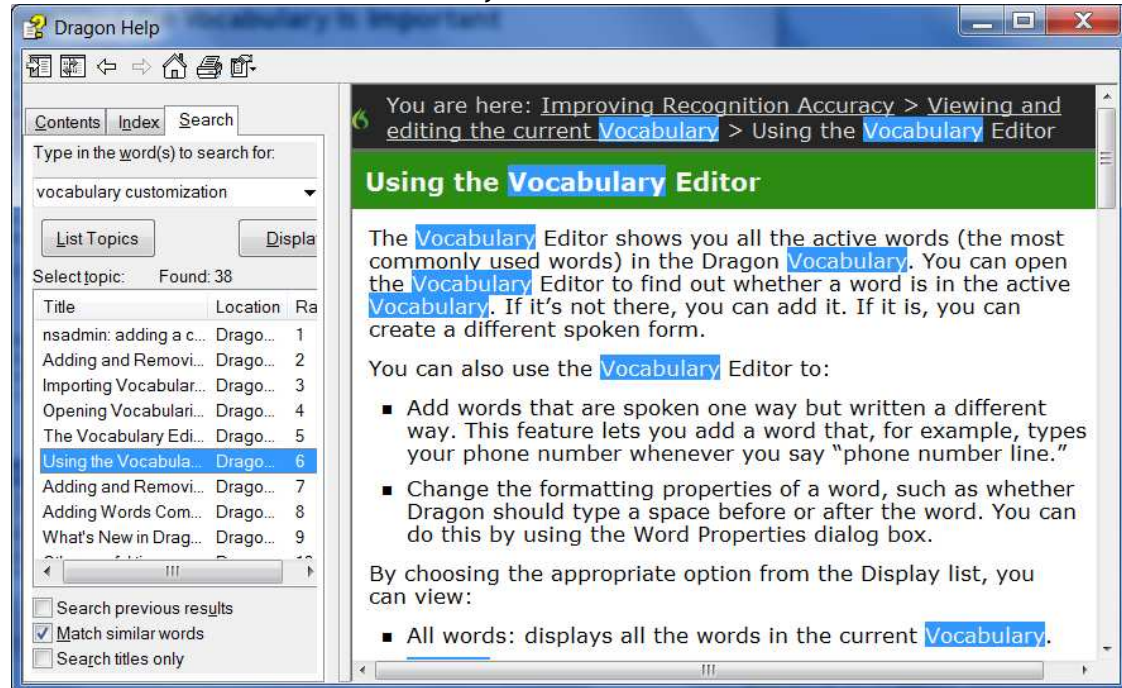 Vocabulary is important
Dragon Help
Contents Index Search
Type in the word(s) to search for:
vocabulary customization
List Topics Displa
Select topic: Found: 38
Title Location Ra
nsadmin: adding a c... Drago... 1
Adding and Removi... Drago... 2
Importing Vocabular... Drago... 3
Opening Vocabulari... Drago... 4
The Vocabulary Edi... Drago... 5
Using the Vocabula... Drago... 6
Adding and Removi... Drago... 7
Adding Words Com... Drago... 8
What's New in Drag... Drago... 9
Search previous results
Match similar words
Search titles only
You are here: Improving Recognition Accuracy > Viewing and
editing the current Vocabulary > Using the Vocabulary Editor
Using the Vocabulary Editor
The Vocabulary Editor shows you all the active words (the most
commonly used words) in the Dragon Vocabulary. You can open
the Vocabulary Editor to find out whether a word is in the active
Vocabulary. If it’s not there, you can add it. If it is, you can
create a different spoken form.
You can also use the Vocabulary Editor to:
■ Add words that are spoken one way but written a different
way. This feature lets you add a word that, for example, types
your phone number whenever you say “phone number line.”
■ Change the formatting properties of a word, such as whether
Dragon should type a space before or after the word. You can
do this by using the Word Properties dialog box.
By choosing the appropriate option from the Display list, you
can view:
■ All words: displays all the words in the current Vocabulary.